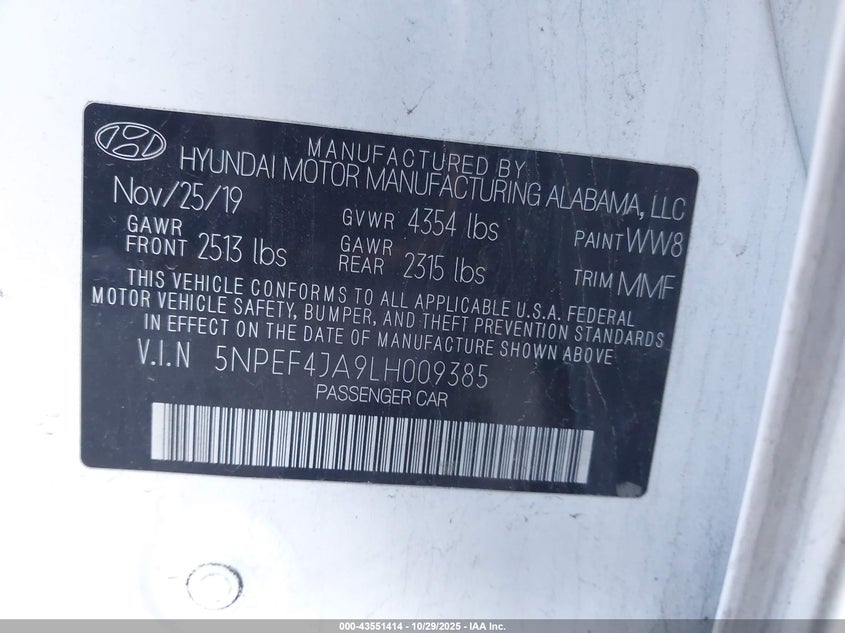 MANUFACTURED BY
HYUNDAI MOTOR MANUFACTURING ALABAMA, LLC
Nov/25/19 GVWR 4354 lbs PAINT WW8
GAWR FRONT 2513 lbs GAWR REAR 2315 lbs TRIM MMF
THIS VEHICLE CONFORMS TO ALL APPLICABLE U.S.A. FEDERAL
MOTOR VEHICLE SAFETY, BUMPER, AND THEFT PREVENTION STANDARDS
IN EFFECT ON THE DATE OF MANUFACTURE SHOWN ABOVE
V.I.N 5NPEF4JA9LH009385
PASSENGER CAR
000-43551414 - 10/29/2025 - IAA Inc.